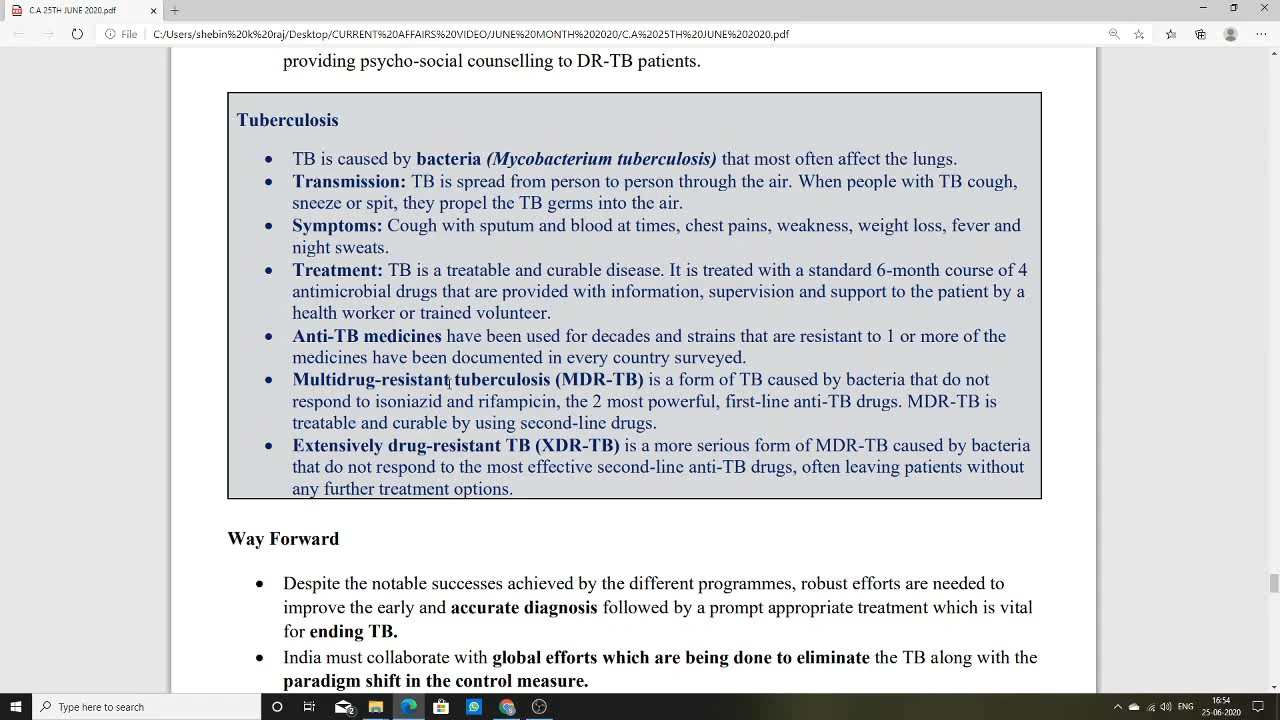 C.A 25TH JUNE 2020.pdf
File C:/Users/shebin%20k%20raj/Desktop/CURRENT%20AFFAIRS%20VIDEO/JUNE%20MONTH%202020/C.A%2025TH%20JUNE%202020.pdf
providing psycho-social counselling to DR-TB patients.
Tuberculosis
• TB is caused by bacteria (Mycobacterium tuberculosis) that most often affect the lungs.
• Transmission: TB is spread from person to person through the air. When people with TB cough,
sneeze or spit, they propel the TB germs into the air.
• Symptoms: Cough with sputum and blood at times, chest pains, weakness, weight loss, fever and
night sweats.
• Treatment: TB is a treatable and curable disease. It is treated with a standard 6-month course of 4
antimicrobial drugs that are provided with information, supervision and support to the patient by a
health worker or trained volunteer.
• Anti-TB medicines have been used for decades and strains that are resistant to 1 or more of the
medicines have been documented in every country surveyed.
• Multidrug-resistant tuberculosis (MDR-TB) is a form of TB caused by bacteria that do not
respond to isoniazid and rifampicin, the 2 most powerful, first-line anti-TB drugs. MDR-TB is
treatable and curable by using second-line drugs.
• Extensively drug-resistant TB (XDR-TB) is a more serious form of MDR-TB caused by bacteria
that do not respond to the most effective second-line anti-TB drugs, often leaving patients without
any further treatment options.
Way Forward
• Despite the notable successes achieved by the different programmes, robust efforts are needed to
improve the early and accurate diagnosis followed by a prompt appropriate treatment which is vital
for ending TB.
• India must collaborate with global efforts which are being done to eliminate the TB along with the
paradigm shift in the control measure.
Type here to search
ENG
16:54
25-06-2020